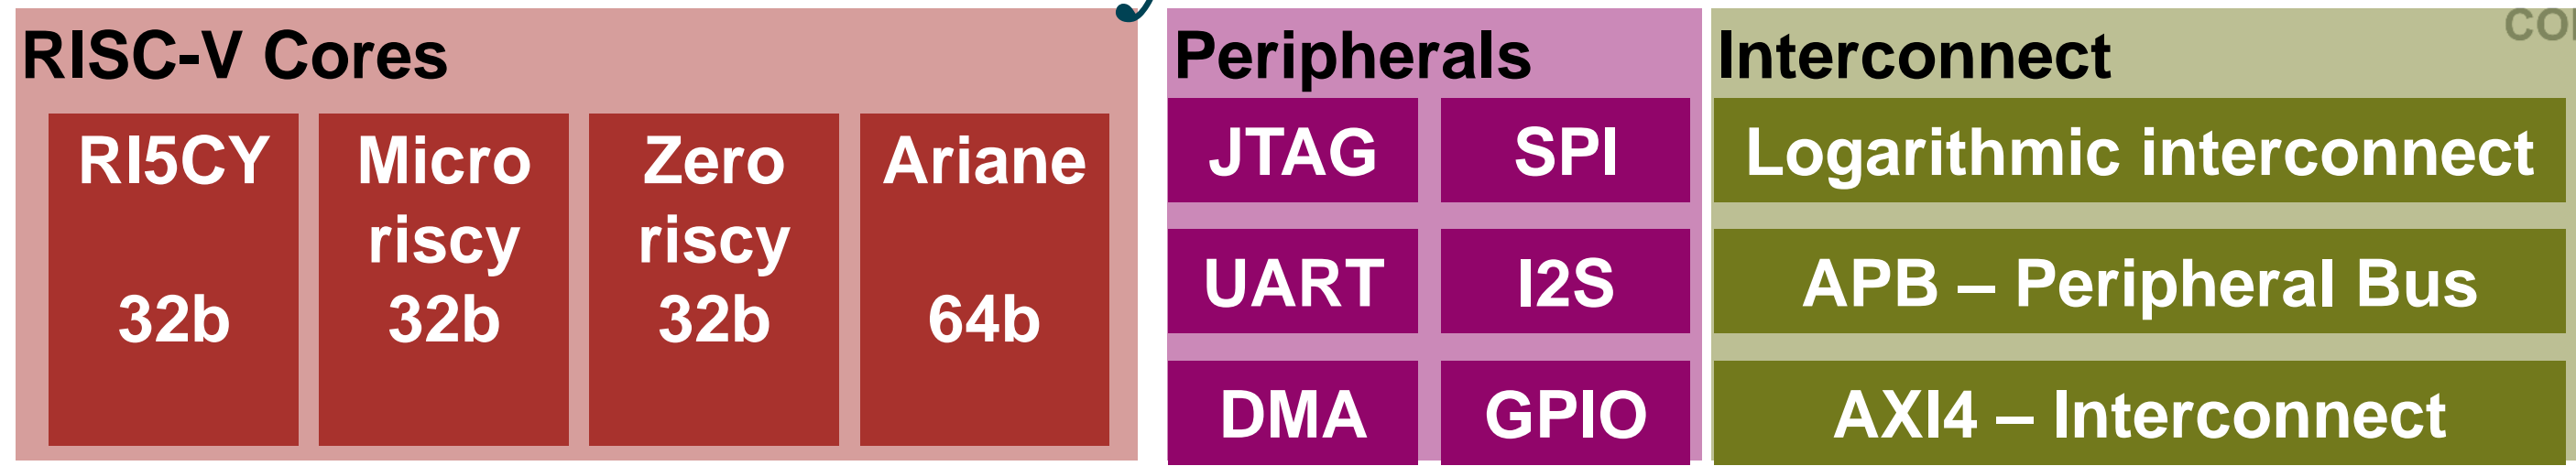 RISC-V Cores
RI5CY
32b
Micro
riscy
32b
Zero
riscy
32b
Ariane
64b
Peripherals
JTAG
SPI
UART
I2S
DMA
GPIO
Interconnect
Logarithmic interconnect
APB – Peripheral Bus
AXI4 – Interconnect